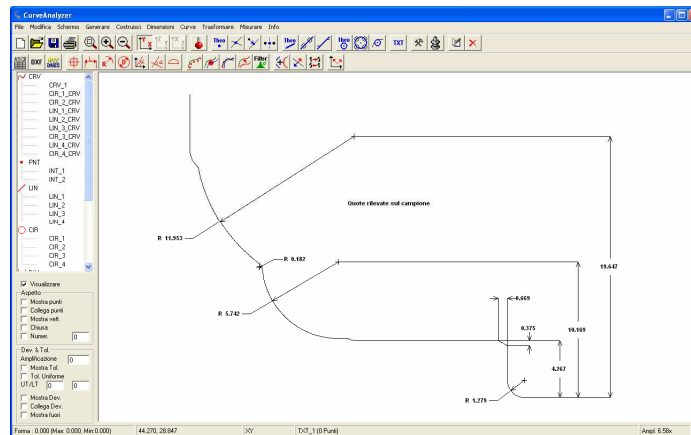 CurveAnalyzer
File Modifica Schermo Generare Costruisci Dimensioni Curve Trasformare Misurare Info
Theo Theo Theo TXT
DXF Filter
CRV
CRV_1
CIR_1_CRV
CIR_2_CRV
LIN_1_CRV
LIN_2_CRV
LIN_3_CRV
CIR_3_CRV
LIN_4_CRV
CIR_4_CRV
PNT
INT_1
INT_2
LIN
LIN_1
LIN_2
LIN_3
LIN_4
CIR
CIR_1
CIR_2
CIR_3
CIR_4
Visualizzare
Aspetto
Mostra punti
Collega punti
Mostra vett.
Chiusa
Numer. 0
Dev. & Tol.
Amplificazione 0
Mostra Tol.
Tol. Uniforme
UT/LT 0 0
Mostra Dev.
Collega Dev.
Mostra fuori
Quote rilevate sul campione
R 11.953
R 0.182
R 5.742
19.647
0.669
0.375
10.169
4.267
R 1.279
Forma : 0.000 (Max: 0.000, Min:0.000) 44.270, 28.847 XY TXT_1 (0 Punti) Ampl. 6.58x